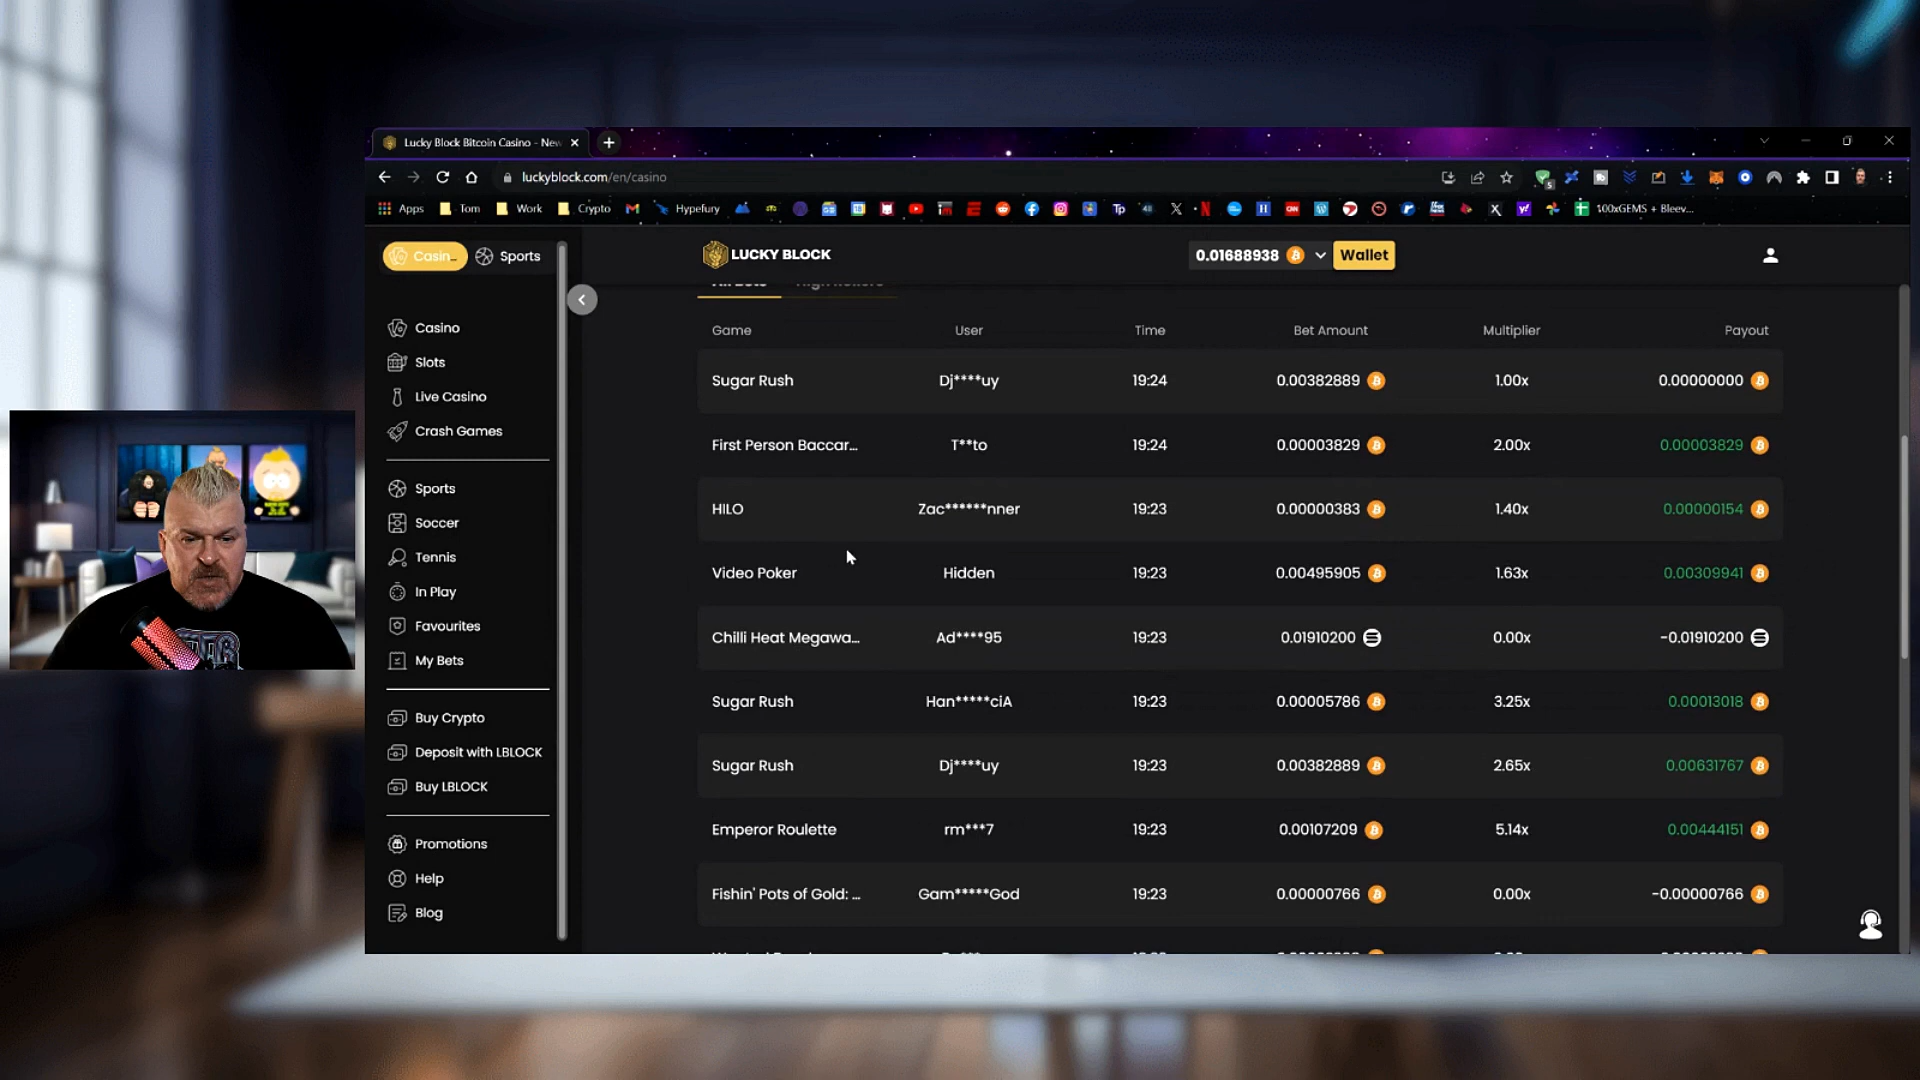 Lucky Block Bitcoin Casino - New
luckyblock.com/en/casino
Apps Tom Work Crypto Hypefury Tp 100xGEMS + Bleev...
Casin... Sports
LUCKY BLOCK
0.01688938 Wallet
All Bets High Rollers
Casino
Slots
Live Casino
Crash Games
Sports
Soccer
Tennis
In Play
Favourites
My Bets
Buy Crypto
Deposit with LBLOCK
Buy LBLOCK
Promotions
Help
Blog
Game User Time Bet Amount Multiplier Payout
Sugar Rush Dj****uy 19:24 0.00382889 1.00x 0.00000000
First Person Baccar... T**to 19:24 0.00003829 2.00x 0.00003829
HILO Zac******nner 19:23 0.00000383 1.40x 0.00000154
Video Poker Hidden 19:23 0.00495905 1.63x 0.00309941
Chilli Heat Megawa... Ad****95 19:23 0.01910200 0.00x -0.01910200
Sugar Rush Han*****ciA 19:23 0.00005786 3.25x 0.00013018
Sugar Rush Dj****uy 19:23 0.00382889 2.65x 0.00631767
Emperor Roulette rm***7 19:23 0.00107209 5.14x 0.00444151
Fishin' Pots of Gold: ... Gam*****God 19:23 0.00000766 0.00x -0.00000766